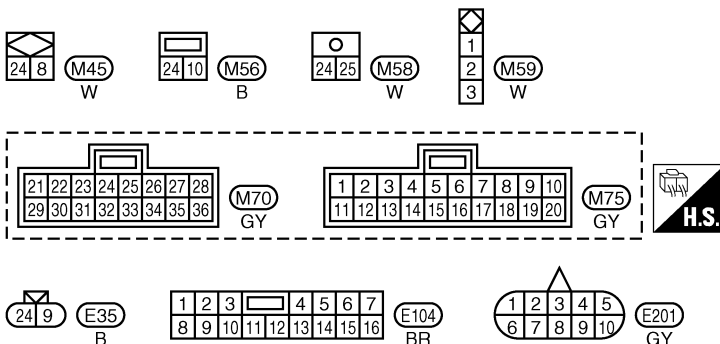 1
24 8 M45 24 10 M56 24 25 M58 2 M59
W B W 3 W
21 22 23 24 25 26 27 28 1 2 3 4 5 6 7 8 9 10
29 30 31 32 33 34 35 36 M70 11 12 13 14 15 16 17 18 19 20 M75
GY GY
H.S.
1 2 3 4 5 6 7 1 2 3 4 5
24 9 E35 8 9 10 11 12 13 14 15 16 E104 6 7 8 9 10 E201
B BR GY